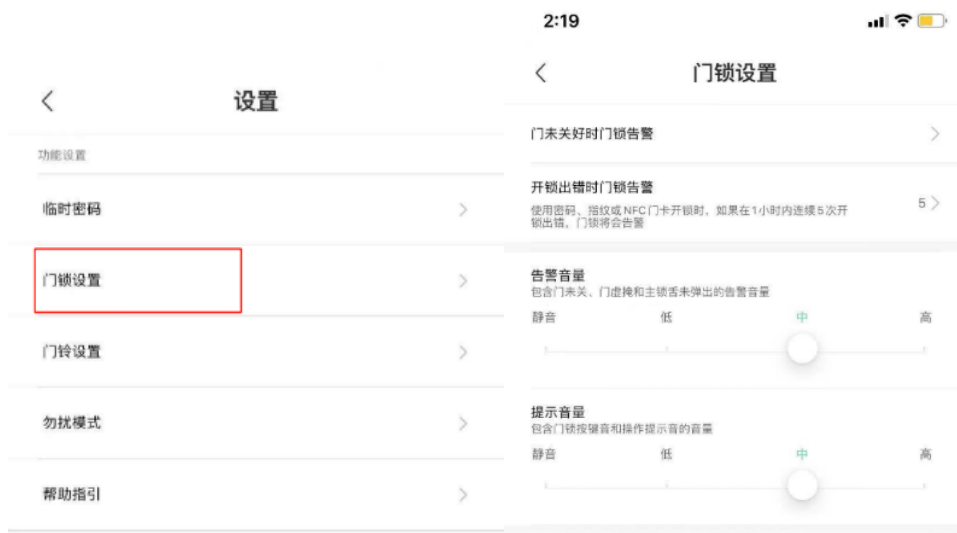 设置
功能设置
临时密码
门锁设置
门铃设置
勿扰模式
帮助指引
2:19
门锁设置
门未关好时门锁告警
开锁出错时门锁告警
使用密码、指纹或NFC门卡开锁时，如果在1小时内连续5次开
锁出错，门锁将会告警
5
告警音量
包含门未关、门虚掩和主锁舌未弹出的告警音量
静音 低 中 高
提示音量
包含门锁按键音和操作提示音的音量
静音 低 中 高